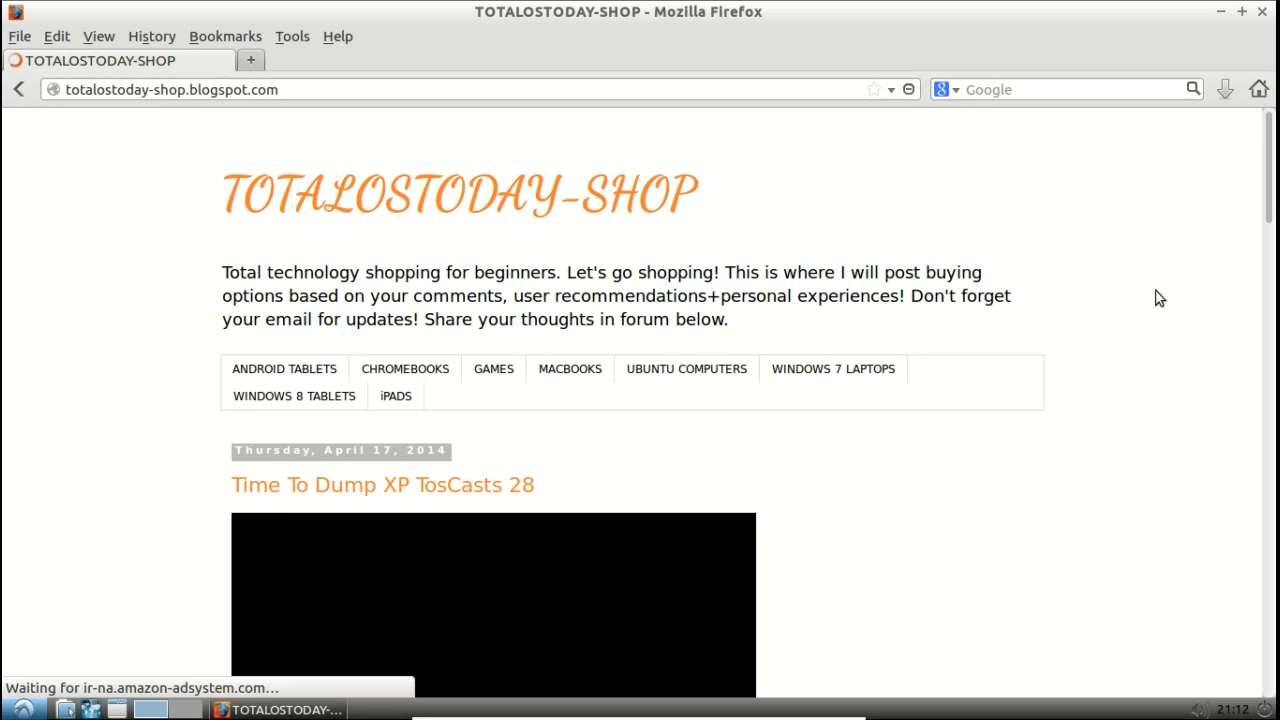 TOTALOSTODAY-SHOP - Mozilla Firefox
File Edit View History Bookmarks Tools Help
TOTALOSTODAY-SHOP
totalostoday-shop.blogspot.com
Google
TOTALOSTODAY-SHOP
Total technology shopping for beginners. Let's go shopping! This is where I will post buying
options based on your comments, user recommendations+personal experiences! Don't forget
your email for updates! Share your thoughts in forum below.
ANDROID TABLETS CHROMEBOOKS GAMES MACBOOKS UBUNTU COMPUTERS WINDOWS 7 LAPTOPS
WINDOWS 8 TABLETS iPADS
Thursday, April 17, 2014
Time To Dump XP TosCasts 28
Waiting for ir-na.amazon-adsystem.com...
TOTALOSTODAY-... 21:12